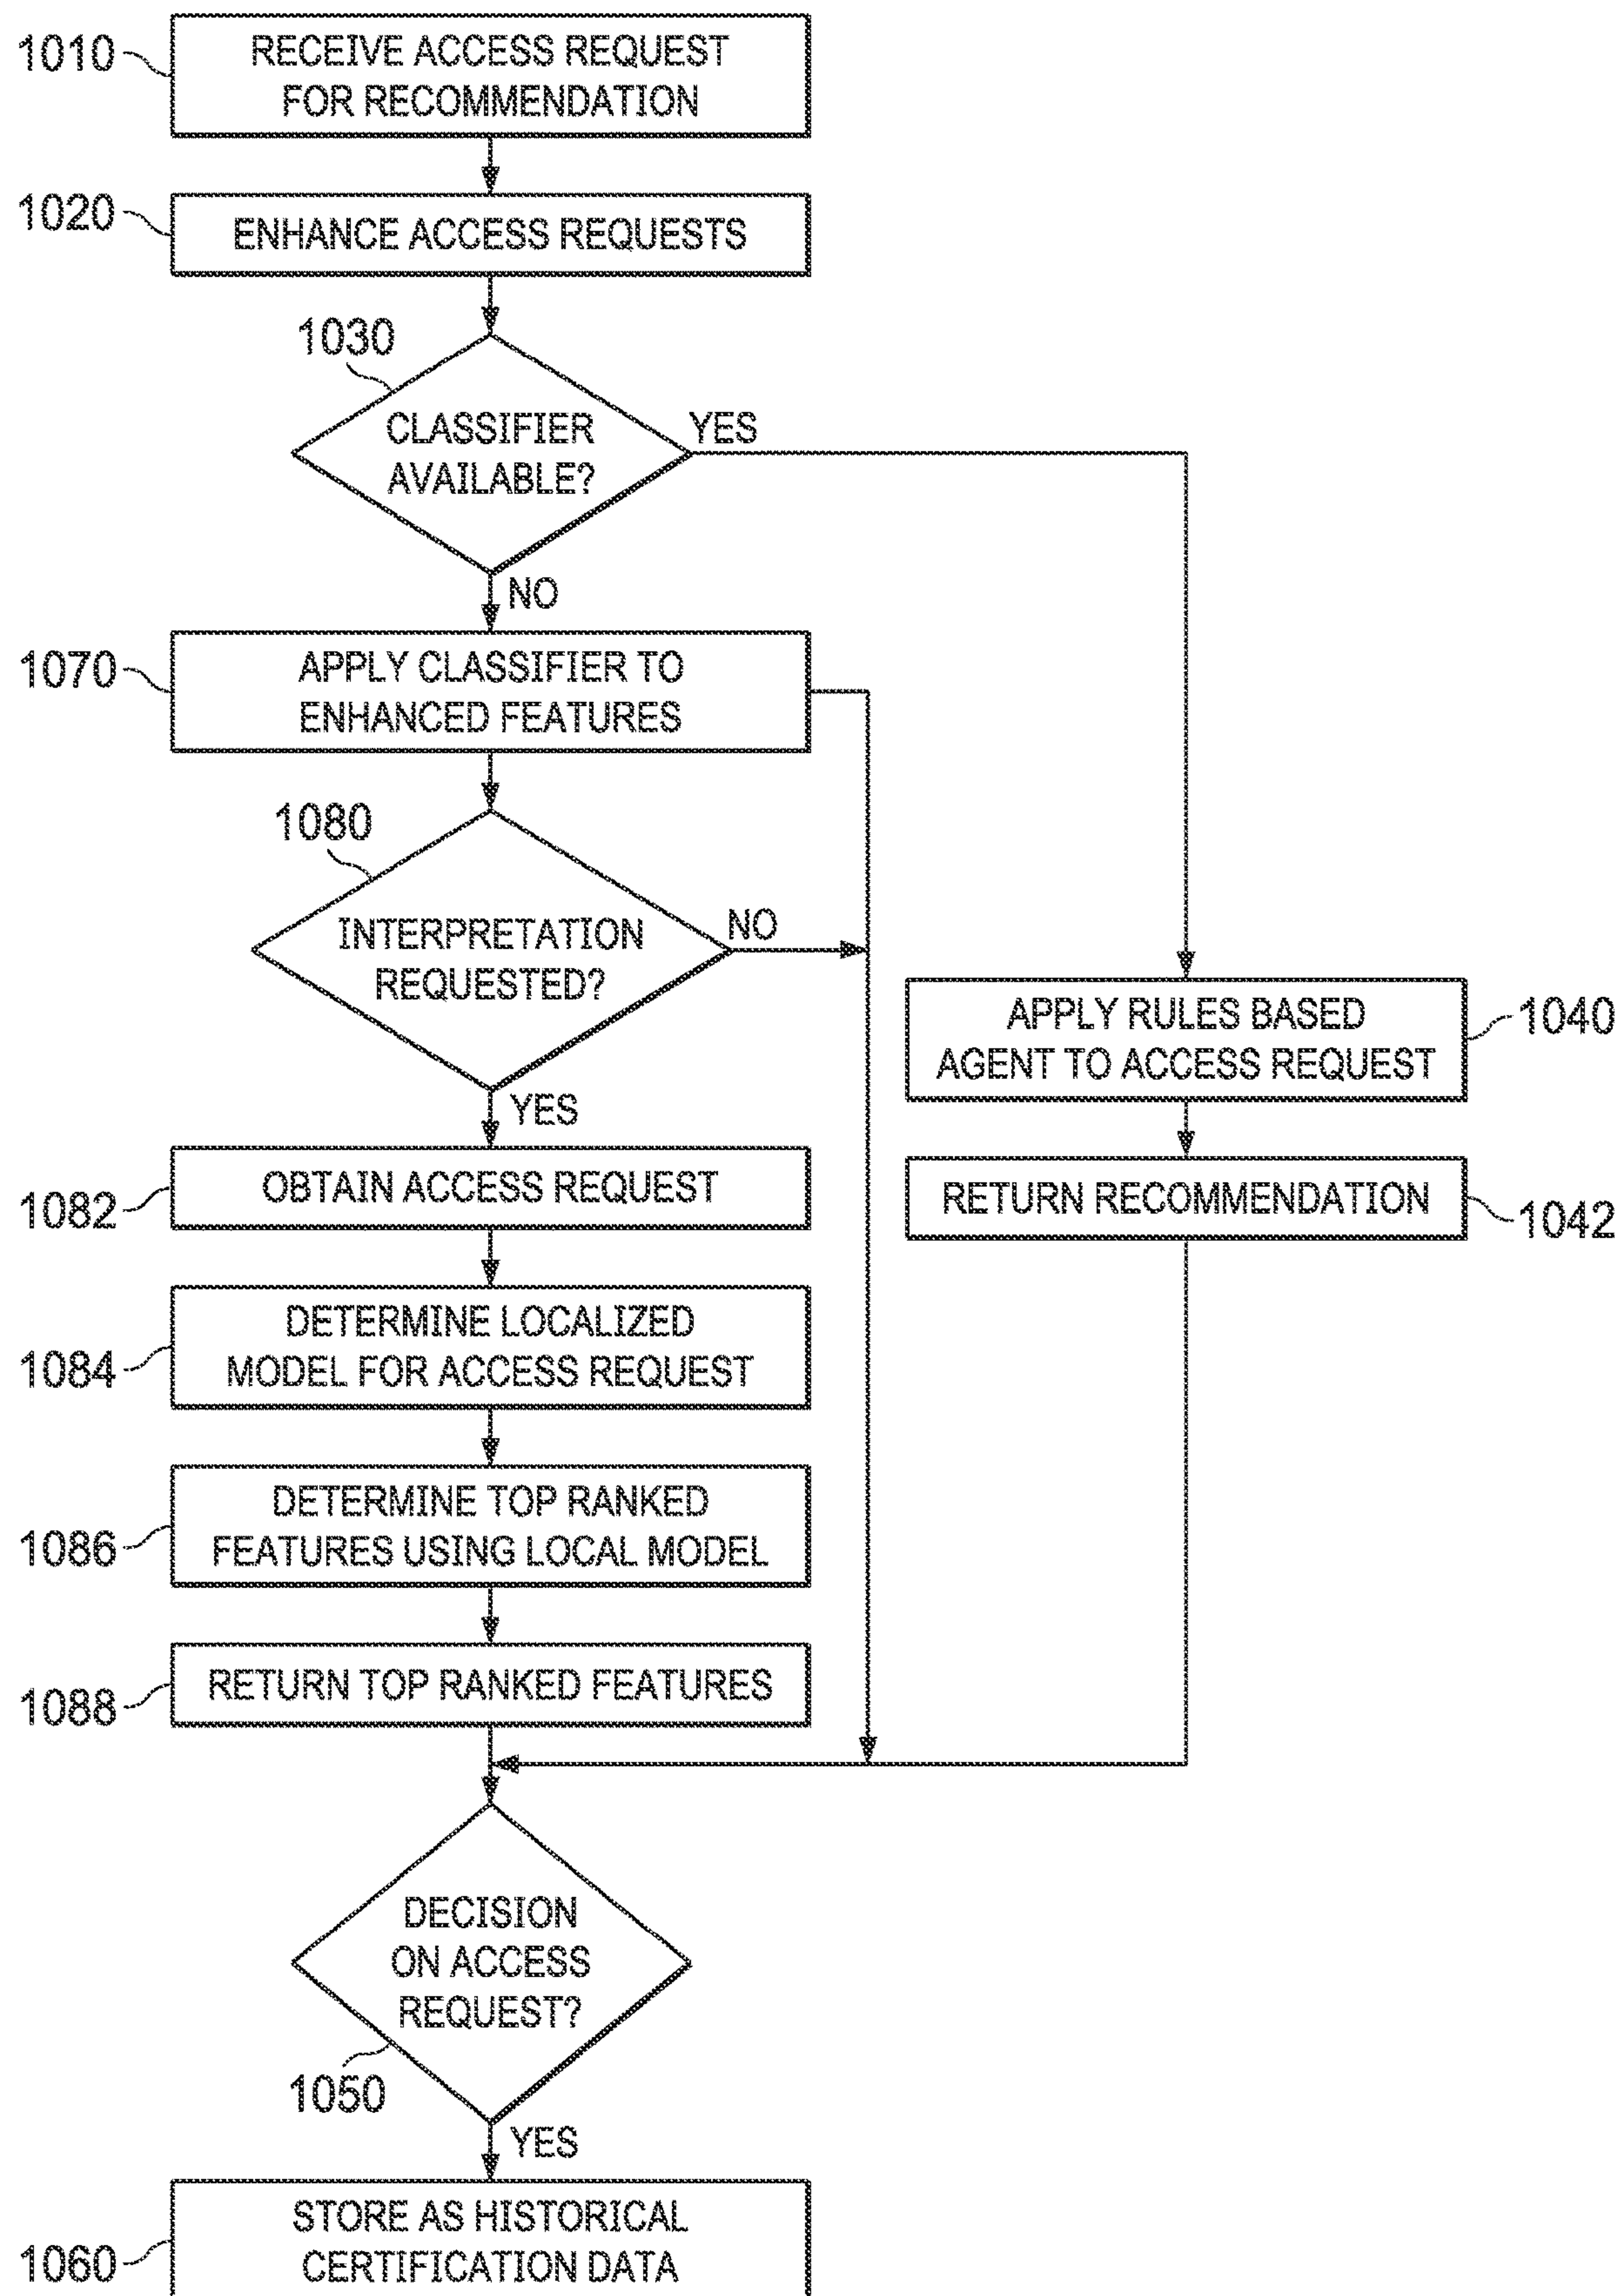 1010
RECEIVE ACCESS REQUEST
FOR RECOMMENDATION
1020
ENHANCE ACCESS REQUESTS
1030
CLASSIFIER
AVAILABLE?
YES
NO
1070
APPLY CLASSIFIER TO
ENHANCED FEATURES
1080
INTERPRETATION
REQUESTED?
NO
YES
APPLY RULES BASED
AGENT TO ACCESS REQUEST
1040
RETURN RECOMMENDATION
1042
1082
OBTAIN ACCESS REQUEST
1084
DETERMINE LOCALIZED
MODEL FOR ACCESS REQUEST
1086
DETERMINE TOP RANKED
FEATURES USING LOCAL MODEL
1088
RETURN TOP RANKED FEATURES
DECISION
ON ACCESS
REQUEST?
1050
YES
1060
STORE AS HISTORICAL
CERTIFICATION DATA